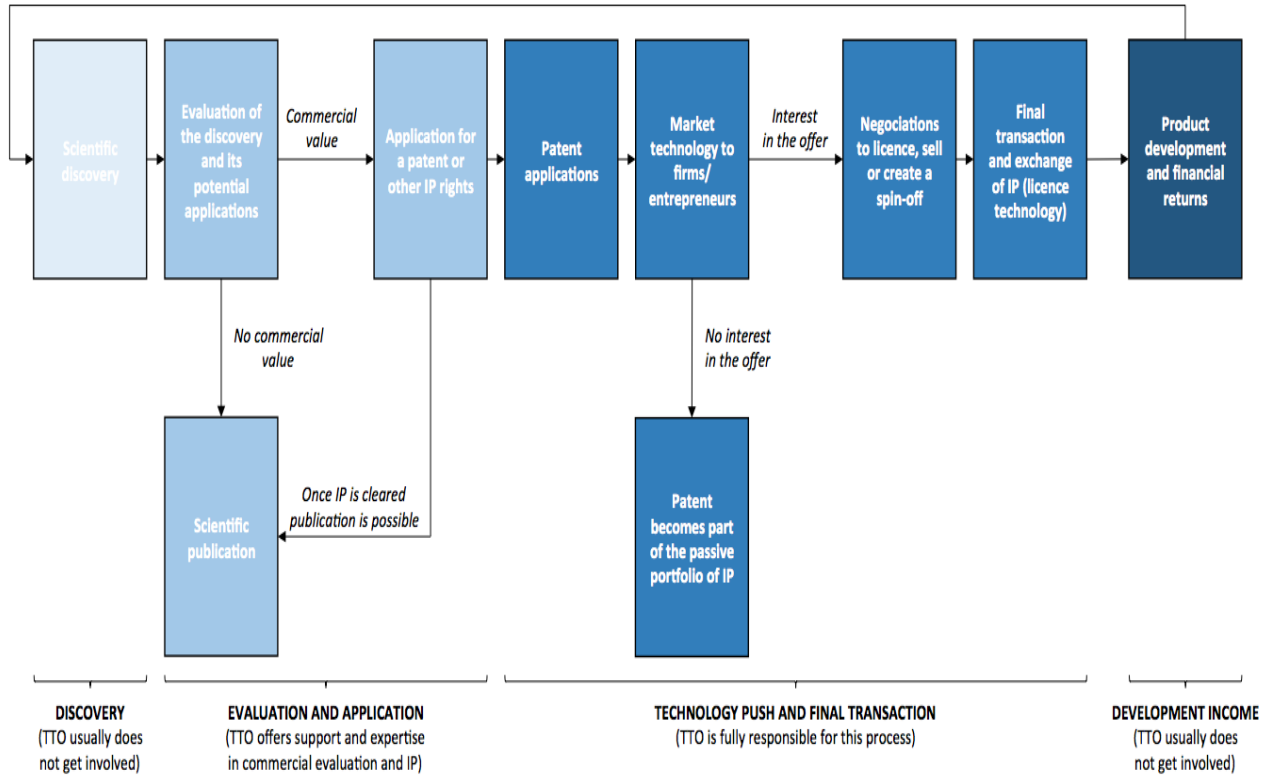 Scientific
discovery
Evaluation of
the discovery
and its
potential
applications
Commercial
value
Application for
a patent or
other IP rights
Patent
applications
Market
technology to
firms/
entrepreneurs
Interest
in the offer
Negociations
to licence, sell
or create a
spin-off
Final
transaction
and exchange
of IP (licence
technology)
Product
development
and financial
returns
No commercial
value
No interest
in the offer
Once IP is cleared
publication is possible
Scientific
publication
Patent
becomes part
of the passive
portfolio of IP
DISCOVERY
(TTO usually does
not get involved)
EVALUATION AND APPLICATION
(TTO offers support and expertise
in commercial evaluation and IP)
TECHNOLOGY PUSH AND FINAL TRANSACTION
(TTO is fully responsible for this process)
DEVELOPMENT INCOME
(TTO usually does
not get involved)